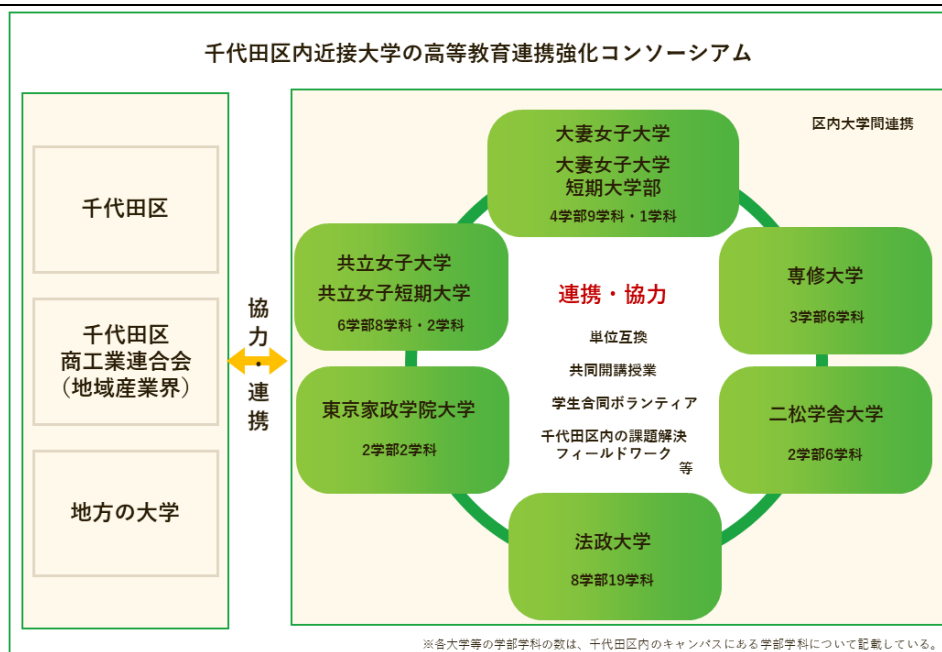 千代田区内近接大学の高等教育連携強化コンソーシアム
千代田区
千代田区
商工業連合会
（地域産業界）
地方の大学
協力・連携
区内大学間連携
大妻女子大学
大妻女子大学
短期大学部
4学部9学科・1学科
共立女子大学
共立女子短期大学
6学部8学科・2学科
専修大学
3学部6学科
東京家政学院大学
2学部2学科
二松学舎大学
2学部6学科
法政大学
8学部19学科
連携・協力
単位互換
共同開講授業
学生合同ボランティア
千代田区内の課題解決
フィールドワーク
等
※各大学等の学部学科の数は、千代田区内のキャンパスにある学部学科について記載している。